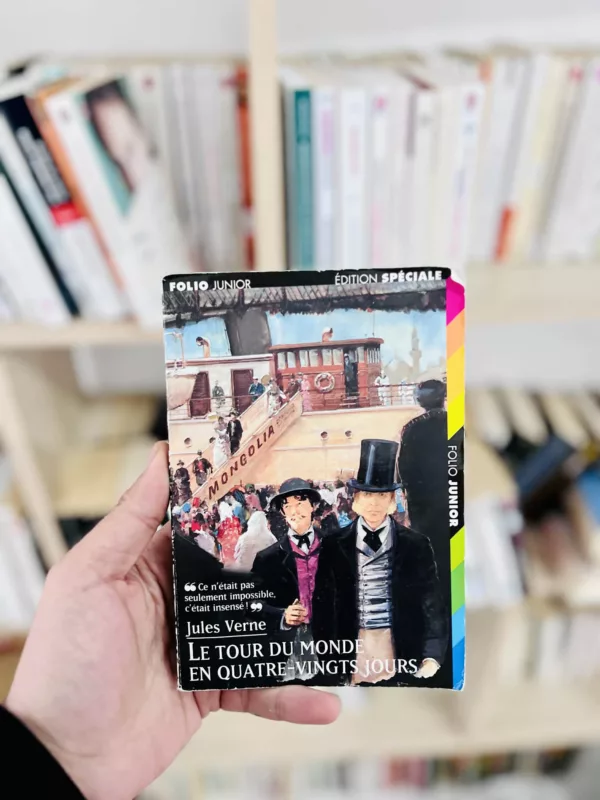 FOLIO JUNIOR
ÉDITION SPÉCIALE
MONGOLIA
FOLIO JUNIOR
❝ Ce n'était pas
seulement impossible,
c'était insensé ! ❞
Jules Verne
LE TOUR DU MONDE
EN QUATRE-VINGTS JOURS